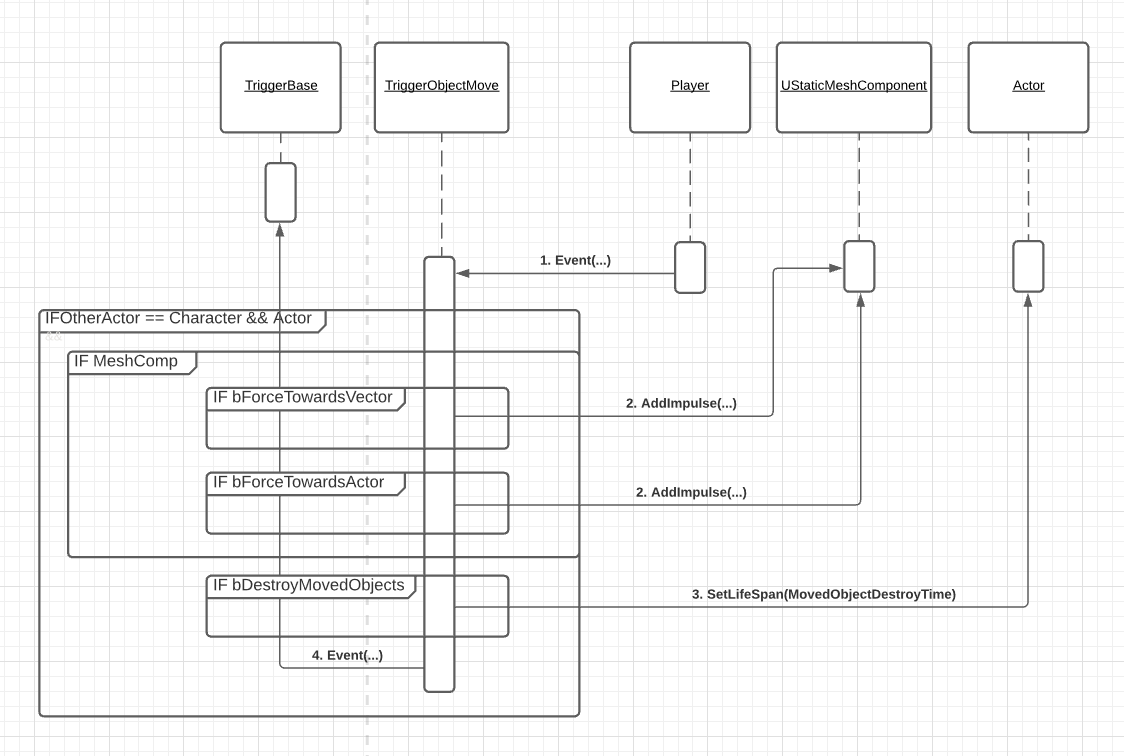 TriggerBase
TriggerObjectMove
Player
UStaticMeshComponent
Actor
1. Event(...)
IFOtherActor == Character && Actor
&&
IF MeshComp
IF bForceTowardsVector
2. AddImpulse(...)
IF bForceTowardsActor
2. AddImpulse(...)
IF bDestroyMovedObjects
3. SetLifeSpan(MovedObjectDestroyTime)
4. Event(...)